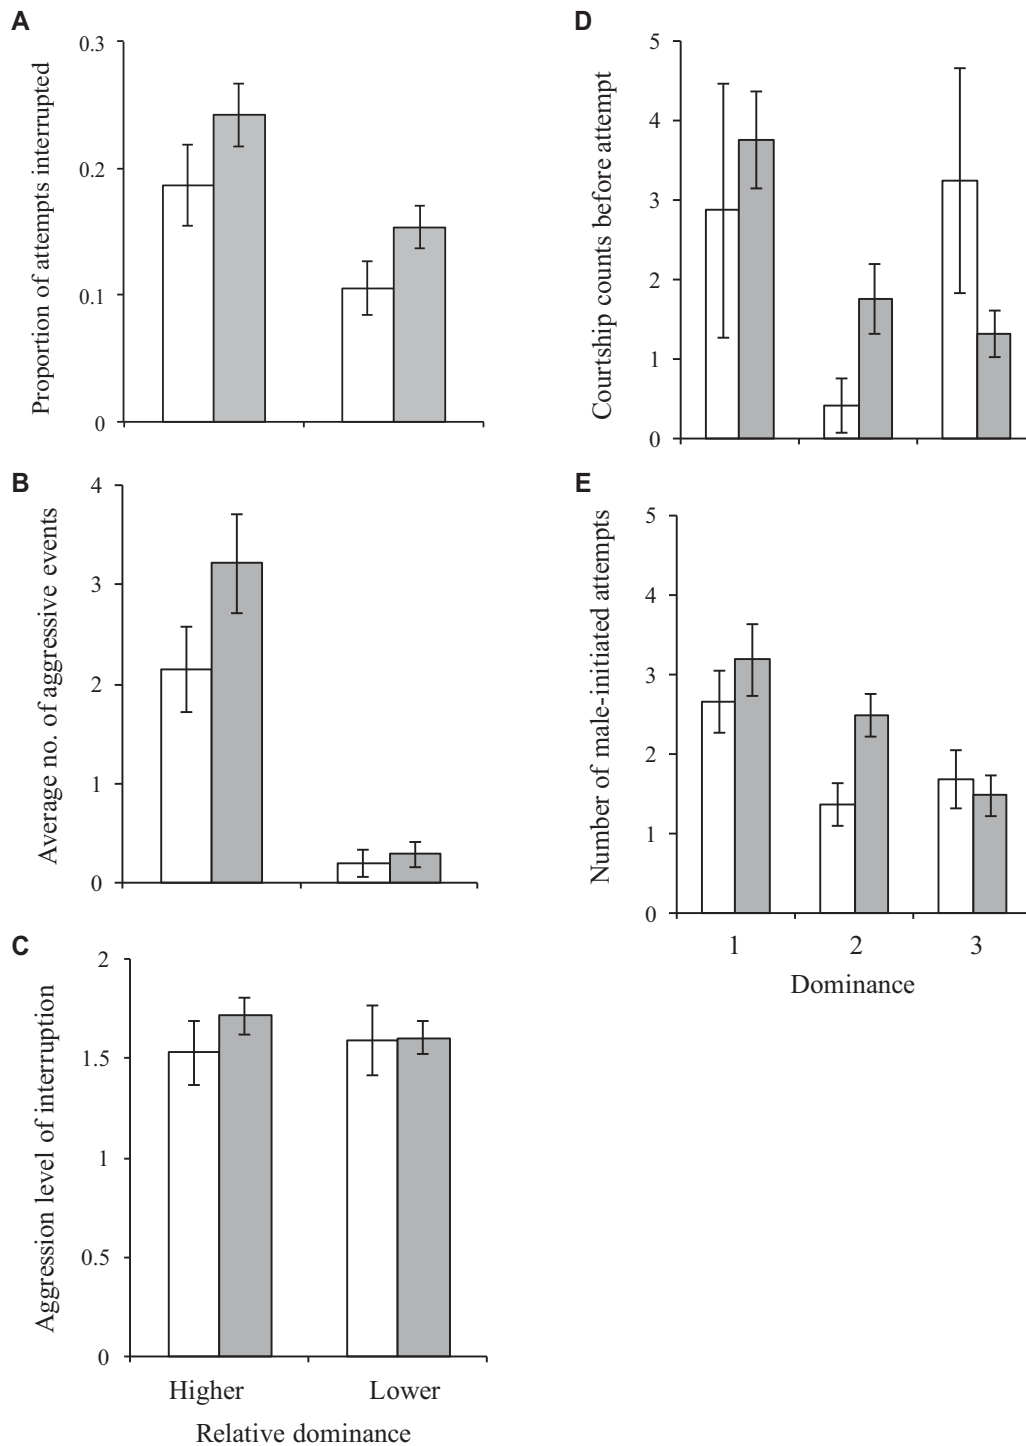 A
Proportion of attempts interrupted
0.3
0.2
0.1
0
B
Average no. of aggressive events
4
3
2
1
0
C
Aggression level of interruption
2
1.5
1
0.5
0
Higher Lower
Relative dominance
D
Courtship counts before attempt
5
4
3
2
1
0
E
Number of male-initiated attempts
5
4
3
2
1
0
1 2 3
Dominance